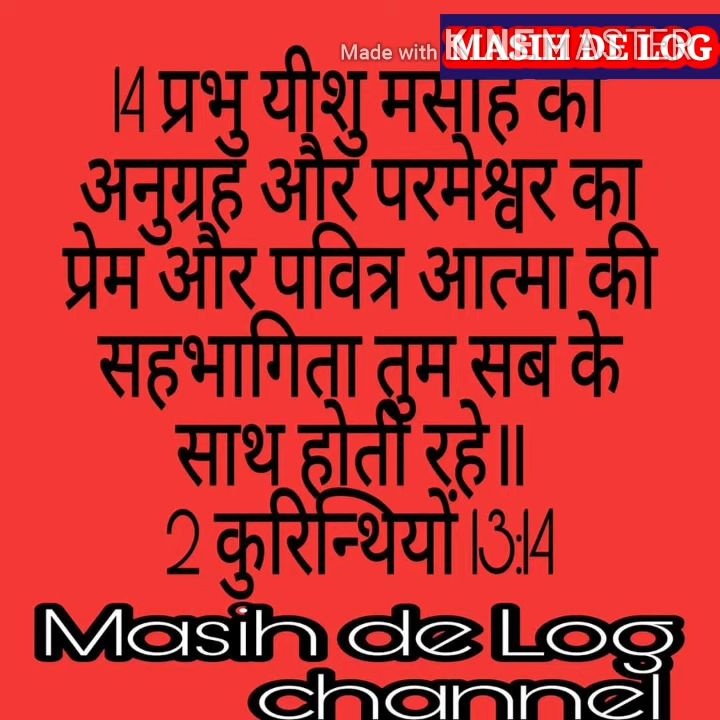 Made with KINEMASTER
MASIH DE LOG
14 प्रभु यीशु मसीह का
अनुग्रह और परमेश्वर का
प्रेम और पवित्र आत्मा की
सहभागिता तुम सब के
साथ होती रहे॥
2 कुरिन्थियों 13:14
Masih de Log
channel